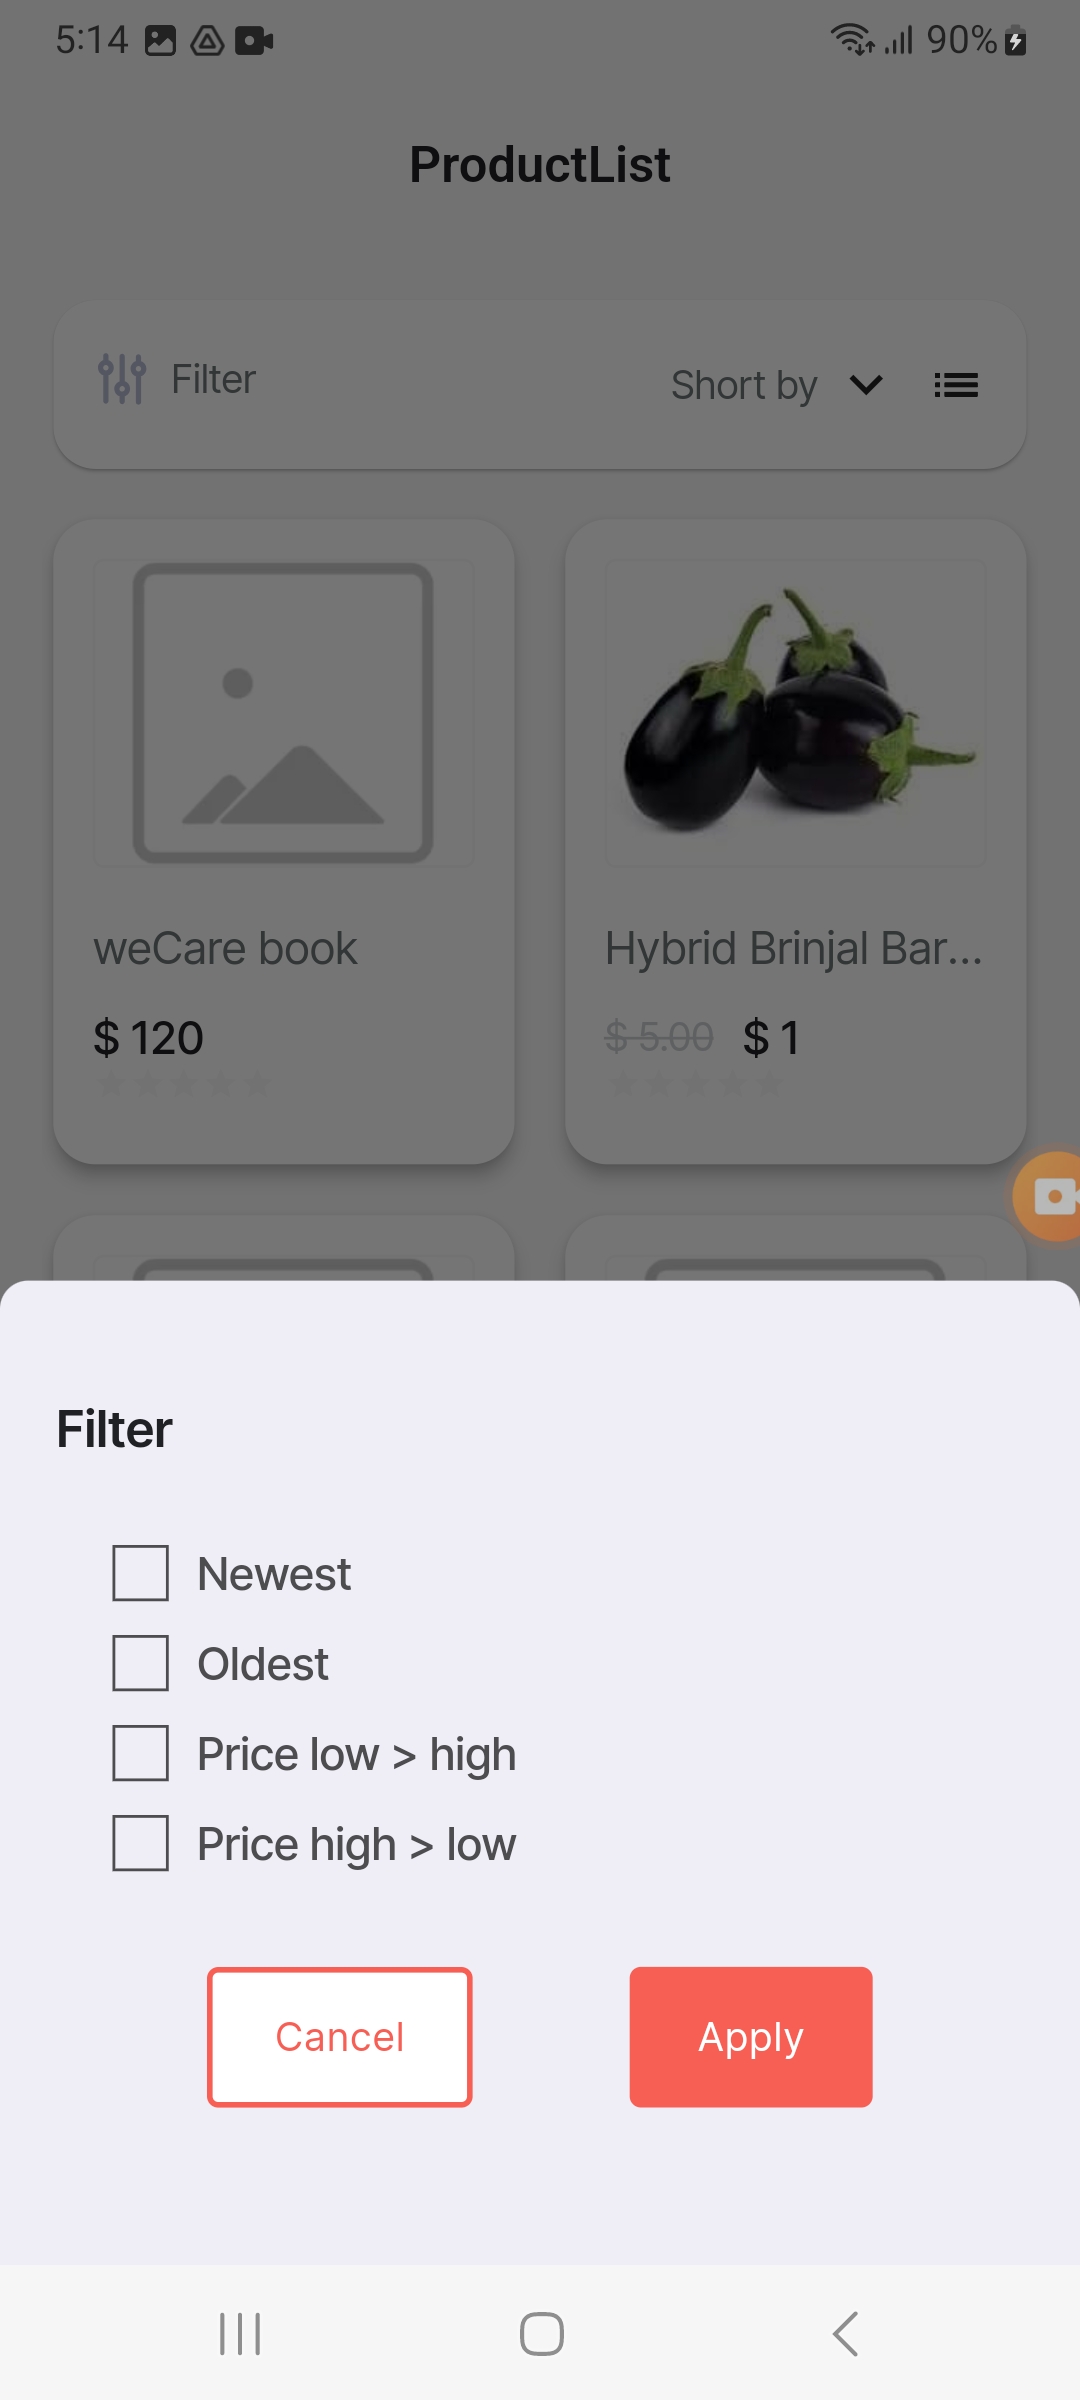 5:14
90%
ProductList
Filter
Short by
weCare book
Hybrid Brinjal Bar...
$ 120
$ 5.00 $ 1
Filter
Newest
Oldest
Price low > high
Price high > low
Cancel
Apply